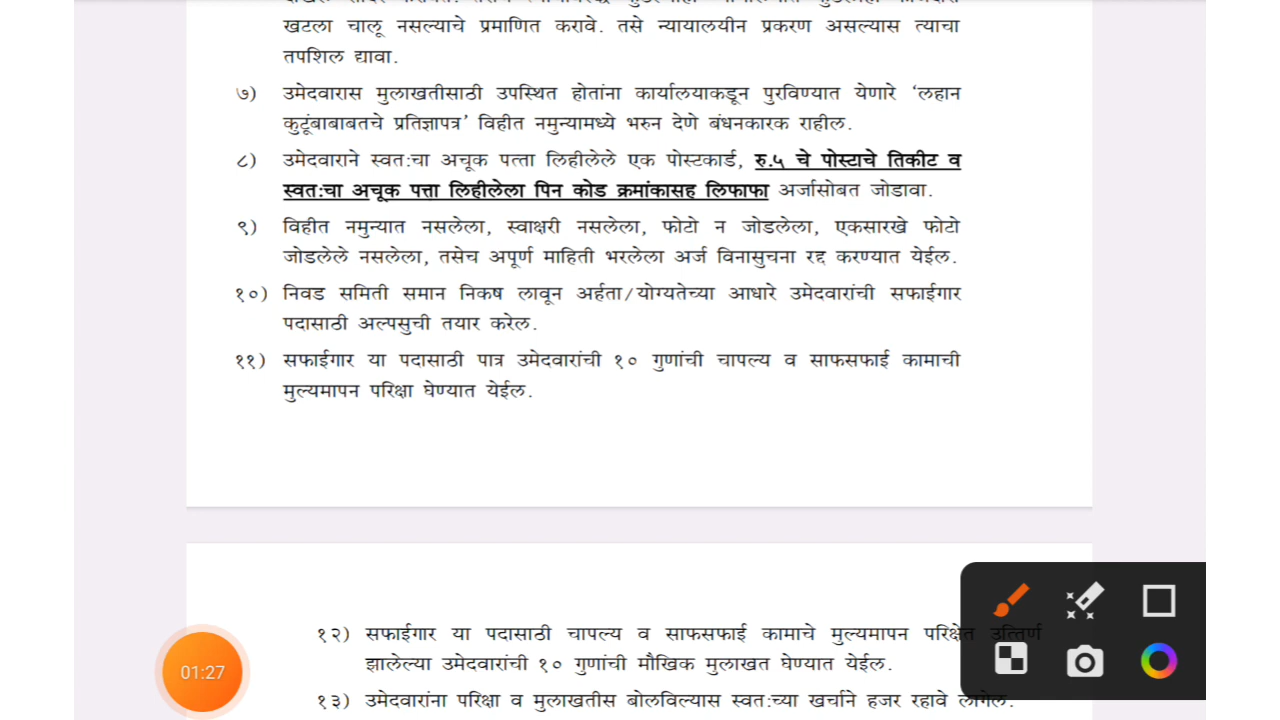 खटला चालू नसल्याचे प्रमाणित करावे. तसे न्यायालयीन प्रकरण असल्यास त्याचा
तपशिल द्यावा.
७) उमेदवारास मुलाखतीसाठी उपस्थित होतांना कार्यालयाकडून पुरविण्यात येणारे ‘लहान
कुटूंबाबाबतचे प्रतिज्ञापत्र’ विहीत नमुन्यामध्ये भरुन देणे बंधनकारक राहील.
८) उमेदवाराने स्वतःचा अचूक पत्ता लिहीलेले एक पोस्टकार्ड, रु.५ चे पोस्टाचे तिकीट व
स्वतःचा अचूक पत्ता लिहीलेला पिन कोड क्रमांकासह लिफाफा अर्जासोबत जोडावा.
९) विहीत नमुन्यात नसलेला, स्वाक्षरी नसलेला, फोटो न जोडलेला, एकसारखे फोटो
जोडलेले नसलेला, तसेच अपूर्ण माहिती भरलेला अर्ज विनासुचना रद्द करण्यात येईल.
१०) निवड समिती समान निकष लावून अर्हता/योग्यतेच्या आधारे उमेदवारांची सफाईगार
पदासाठी अल्पसुची तयार करेल.
११) सफाईगार या पदासाठी पात्र उमेदवारांची १० गुणांची चापल्य व साफसफाई कामाची
मुल्यमापन परिक्षा घेण्यात येईल.
१२) सफाईगार या पदासाठी चापल्य व साफसफाई कामाचे मुल्यमापन परिक्षेत उत्तिर्ण
झालेल्या उमेदवारांची १० गुणांची मौखिक मुलाखत घेण्यात येईल.
01:27
१३) उमेदवारांना परिक्षा व मुलाखतीस बोलविल्यास स्वतःच्या खर्चाने हजर रहावे लागेल.